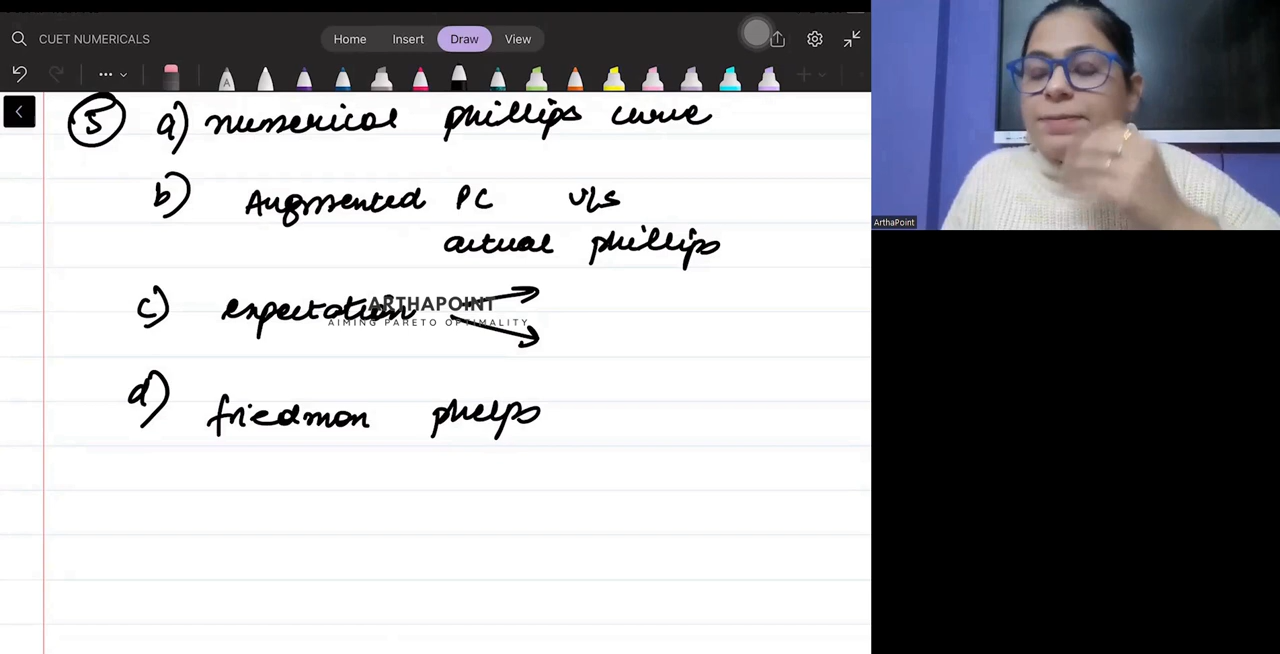 CUET NUMERICALS
Home Insert Draw View
A
5 a) numerical phillips curve
b) Augmented PC v/s
actual phillips
c) expectation
ARTHAPOINT
AIMING PARETO OPTIMALITY
d) friedman phelps
ArthaPoint